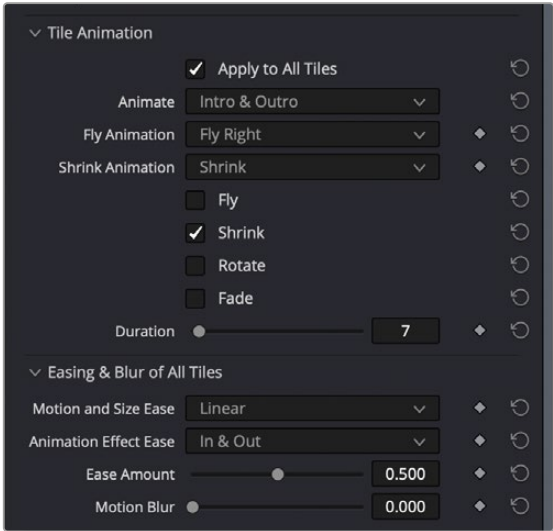 Tile Animation
Apply to All Tiles
Animate Intro & Outro
Fly Animation Fly Right
Shrink Animation Shrink
Fly
Shrink
Rotate
Fade
Duration 7
Easing & Blur of All Tiles
Motion and Size Ease Linear
Animation Effect Ease In & Out
Ease Amount 0.500
Motion Blur 0.000